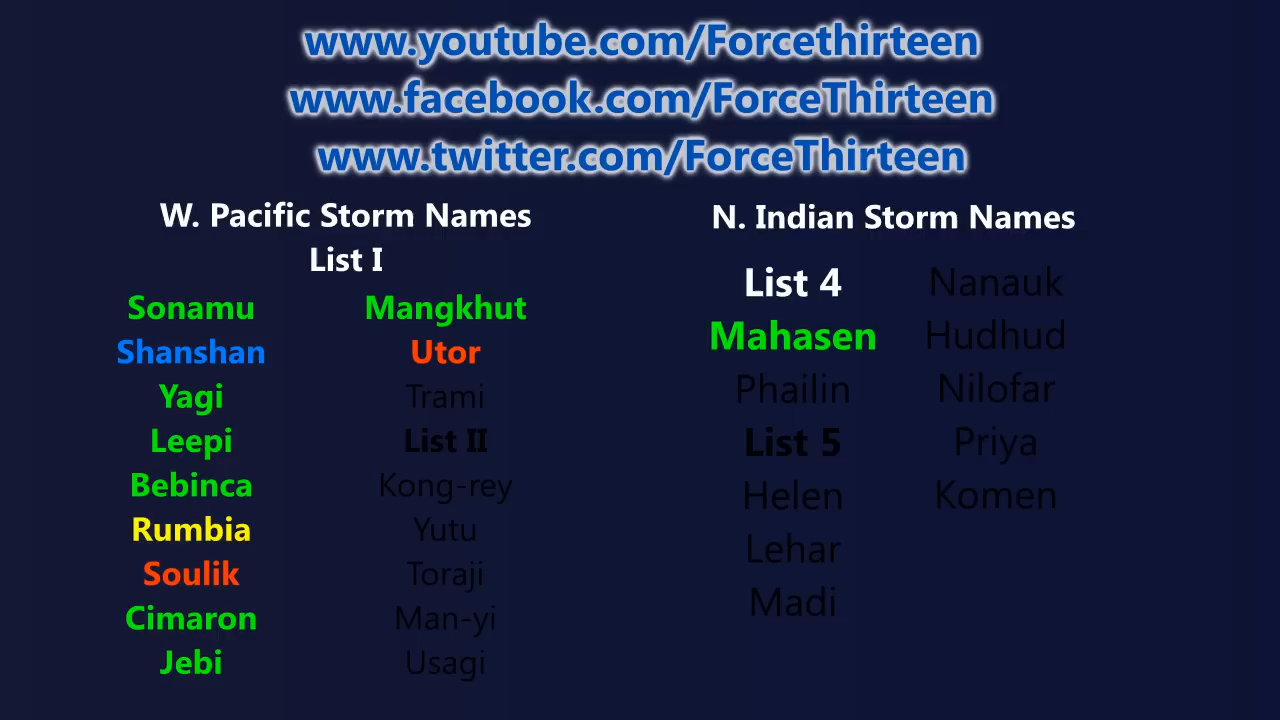 www.youtube.com/Forcethirteen
www.facebook.com/ForceThirteen
www.twitter.com/ForceThirteen
W. Pacific Storm Names
List I
Sonamu
Shanshan
Yagi
Leepi
Bebinca
Rumbia
Soulik
Cimaron
Jebi
Mangkhut
Utor
Trami
List II
Kong-rey
Yutu
Toraji
Man-yi
Usagi
N. Indian Storm Names
List 4
Mahasen
Phailin
List 5
Helen
Lehar
Madi
Nanauk
Hudhud
Nilofar
Priya
Komen